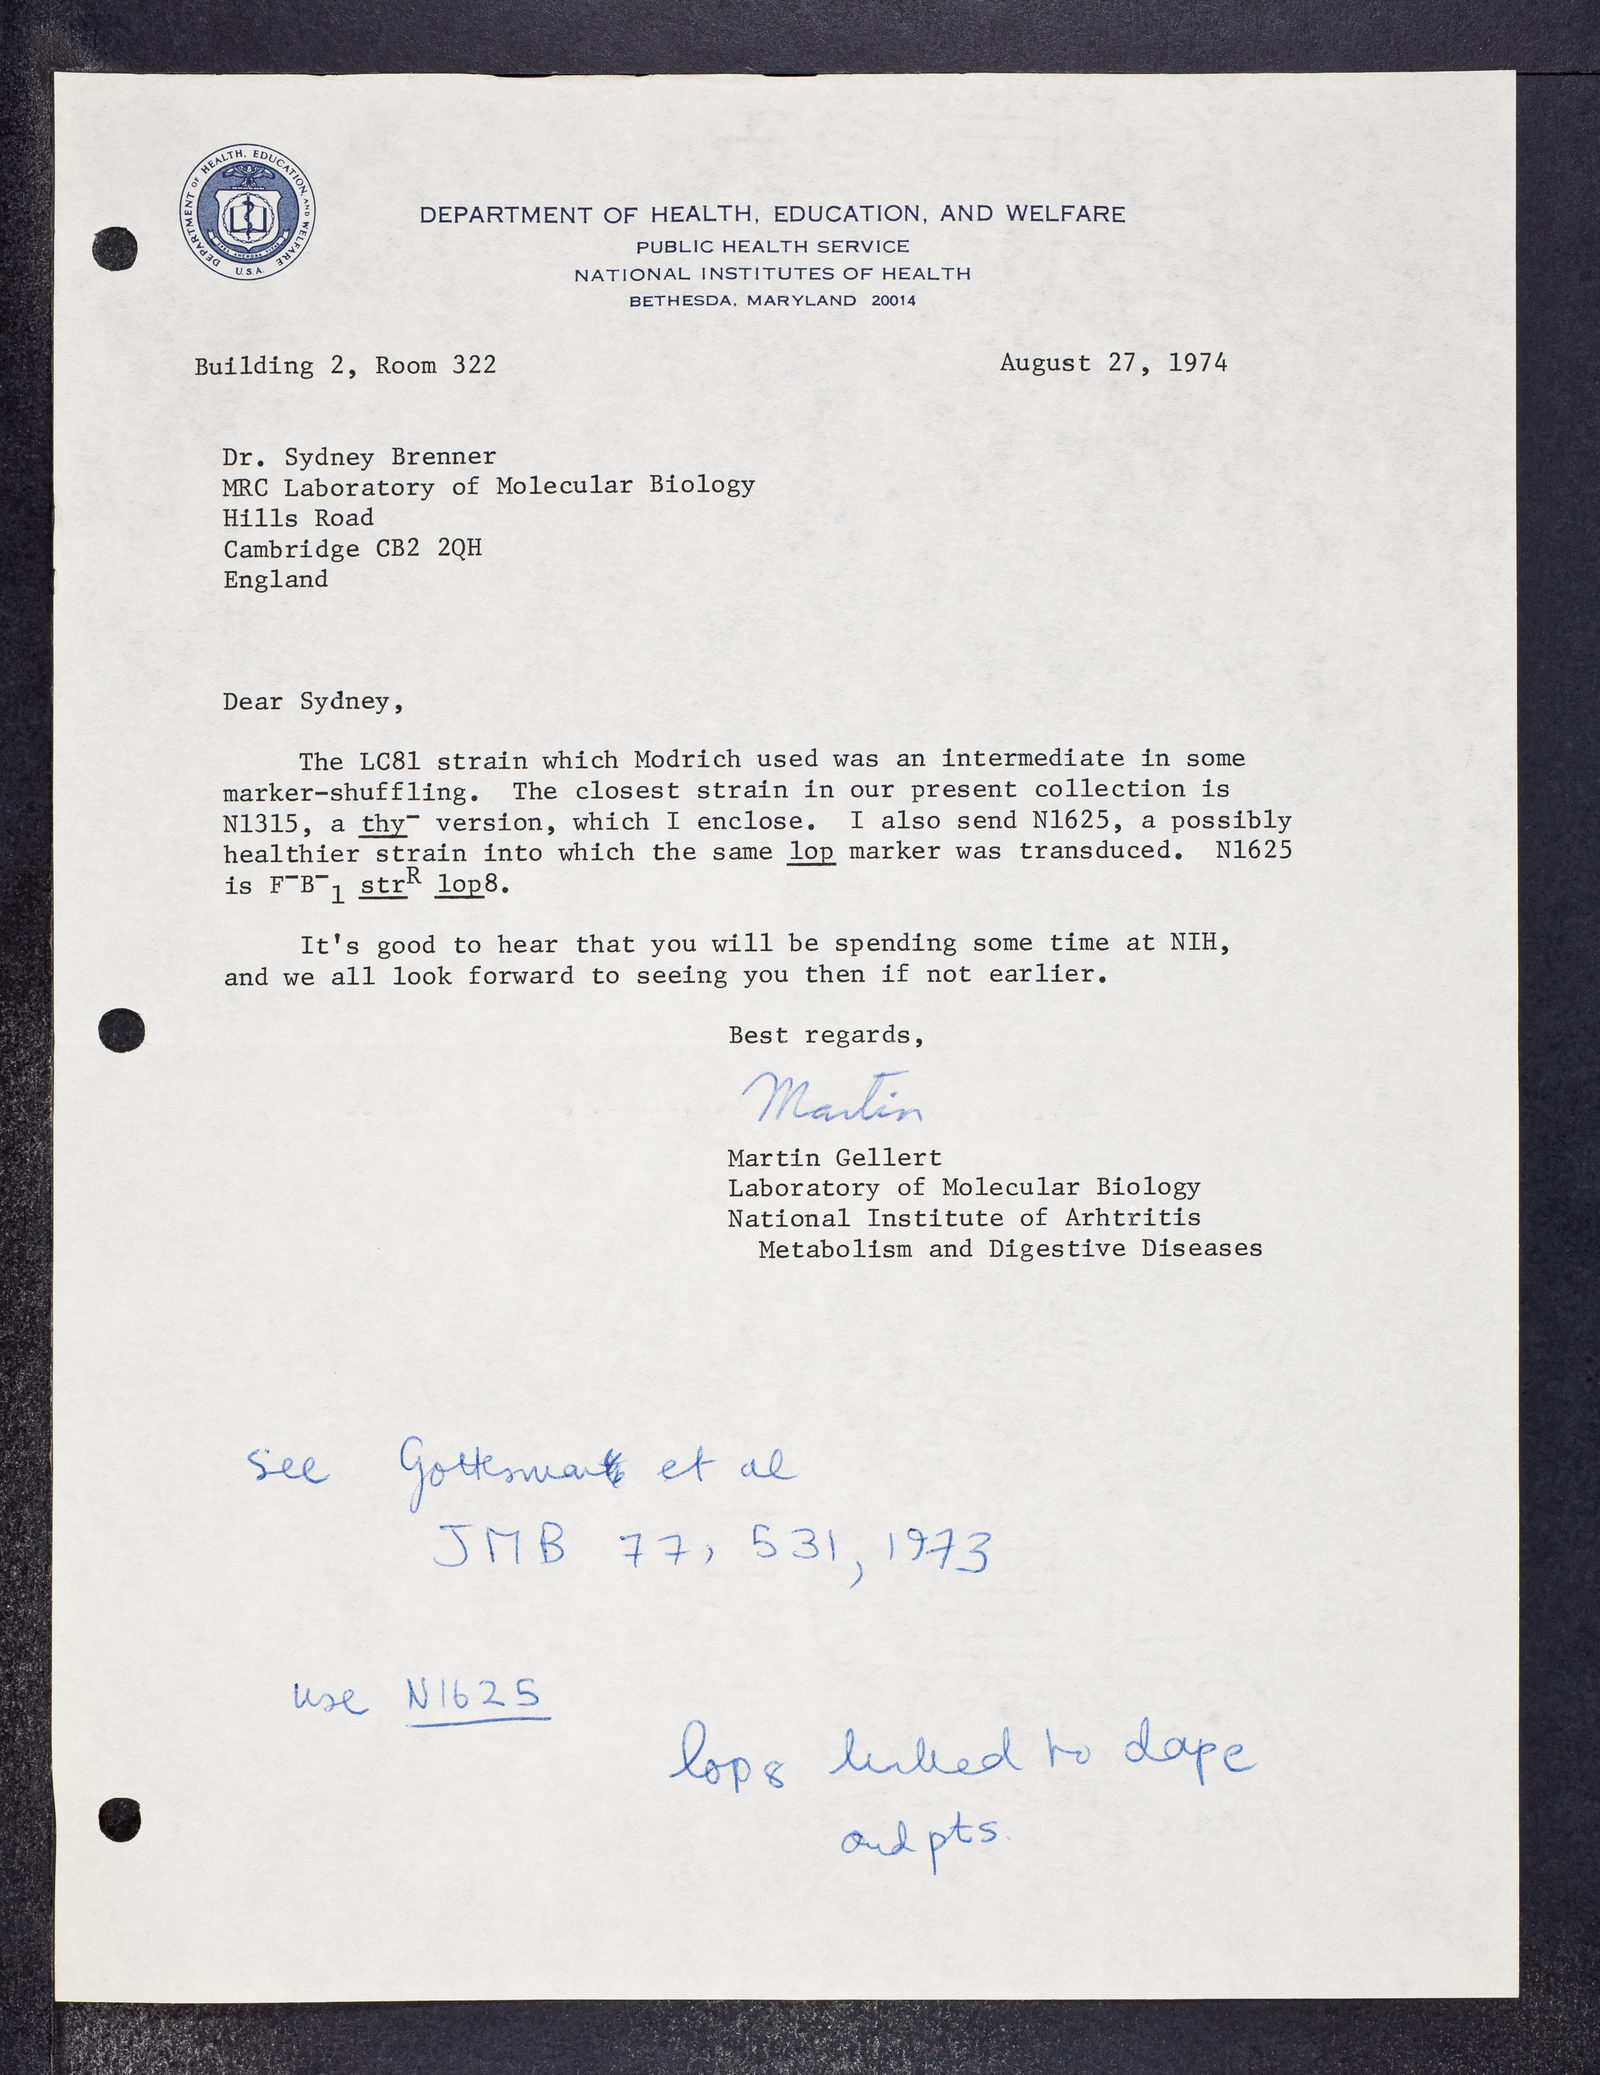 DEPARTMENT OF HEALTH, EDUCATION, AND WELFARE
U.S.A.
DEPARTMENT OF HEALTH, EDUCATION, AND WELFARE
PUBLIC HEALTH SERVICE
NATIONAL INSTITUTES OF HEALTH
BETHESDA, MARYLAND 20014
Building 2, Room 322
August 27, 1974
Dr. Sydney Brenner
MRC Laboratory of Molecular Biology
Hills Road
Cambridge CB2 2QH
England
Dear Sydney,
The LC81 strain which Modrich used was an intermediate in some
marker-shuffling. The closest strain in our present collection is
N1315, a thy⁻ version, which I enclose. I also send N1625, a possibly
healthier strain into which the same lop marker was transduced. N1625
is F⁻B⁻₁ strᴿ lop8.
It's good to hear that you will be spending some time at NIH,
and we all look forward to seeing you then if not earlier.
Best regards,
Martin
Martin Gellert
Laboratory of Molecular Biology
National Institute of Arhtritis
Metabolism and Digestive Diseases
see Gottesman et al
JMB 77, 531, 1973
use N1625
lop8 linked to dape
and pts.